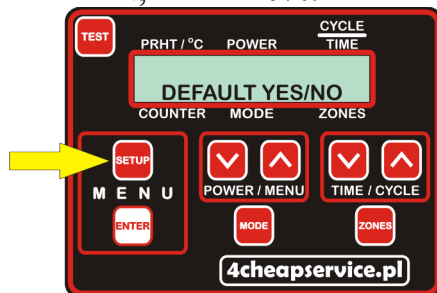 TEST
CYCLE
PRHT / °C POWER TIME
DEFAULT YES/NO
COUNTER MODE ZONES
SETUP
MENU
POWER / MENU TIME / CYCLE
ENTER MODE ZONES
4cheapservice.pl